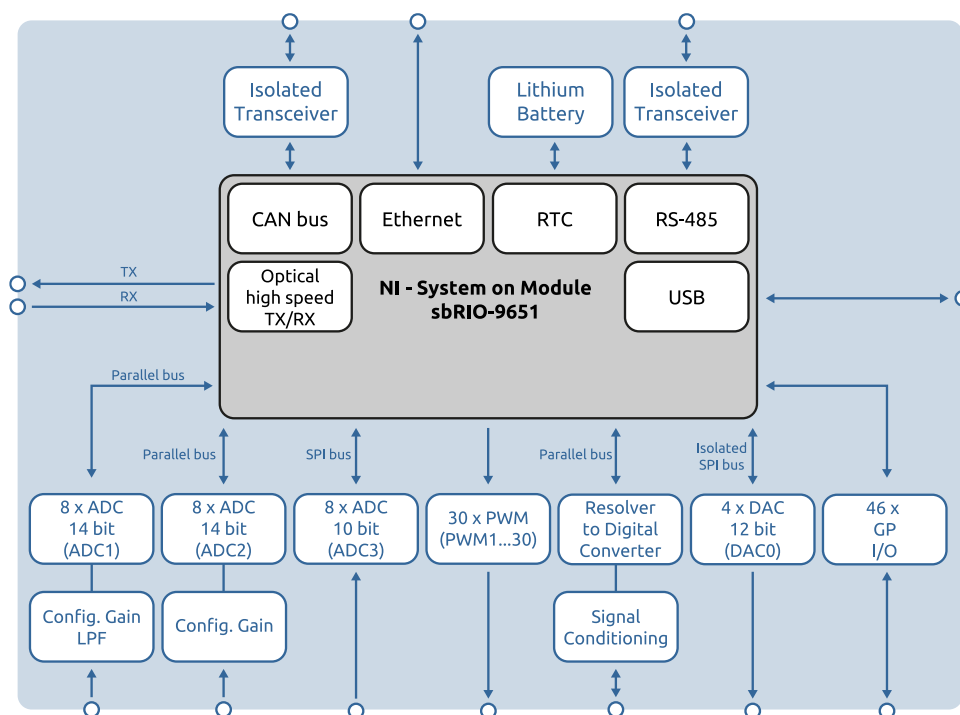 Isolated
Transceiver
Lithium
Battery
Isolated
Transceiver
CAN bus
Ethernet
RTC
RS-485
TX
RX
Optical
high speed
TX/RX
NI - System on Module
sbRIO-9651
USB
Parallel bus
Parallel bus
SPI bus
Parallel bus
Isolated
SPI bus
8 x ADC
14 bit
(ADC1)
8 x ADC
14 bit
(ADC2)
8 x ADC
10 bit
(ADC3)
30 x PWM
(PWM1...30)
Resolver
to Digital
Converter
4 x DAC
12 bit
(DAC0)
46 x
GP
I/O
Config. Gain
LPF
Config. Gain
Signal
Conditioning